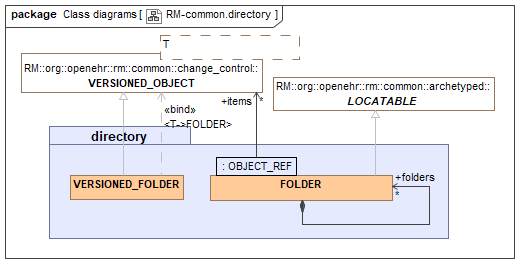 package Class diagrams [ RM-common.directory ]
T
RM::org::openehr::rm::common::change_control::
VERSIONED_OBJECT
RM::org::openehr::rm::common::archetyped::
LOCATABLE
+items
*
«bind»
<T->FOLDER>
directory
: OBJECT_REF
VERSIONED_FOLDER
FOLDER
+folders
*